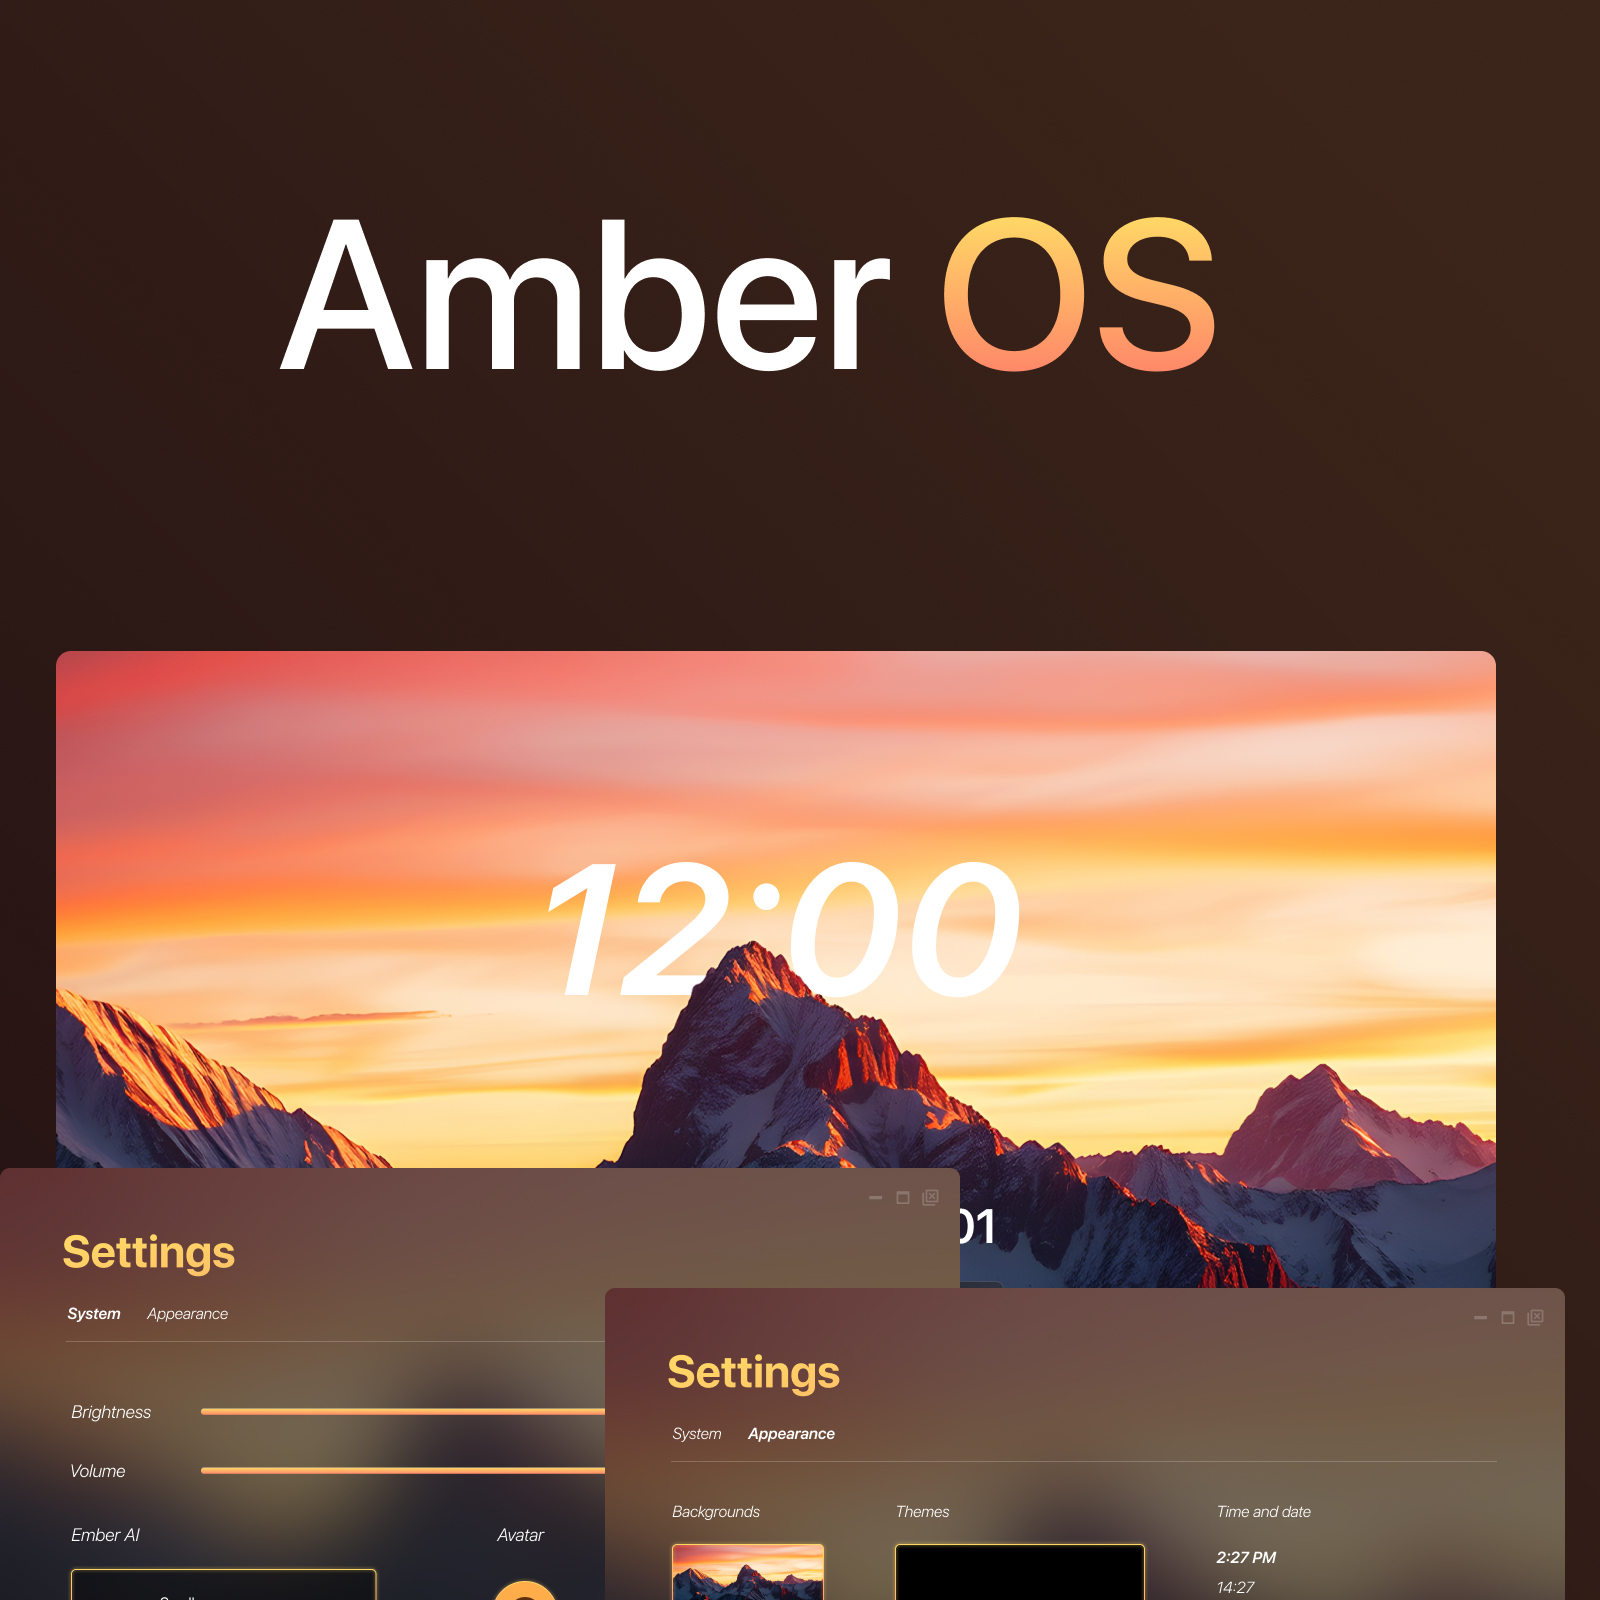 Amber OS
12:00
01
Settings
System Appearance
Brightness
Volume
Ember AI
Avatar
Settings
System Appearance
Backgrounds
Themes
Time and date
2:27 PM
14:27